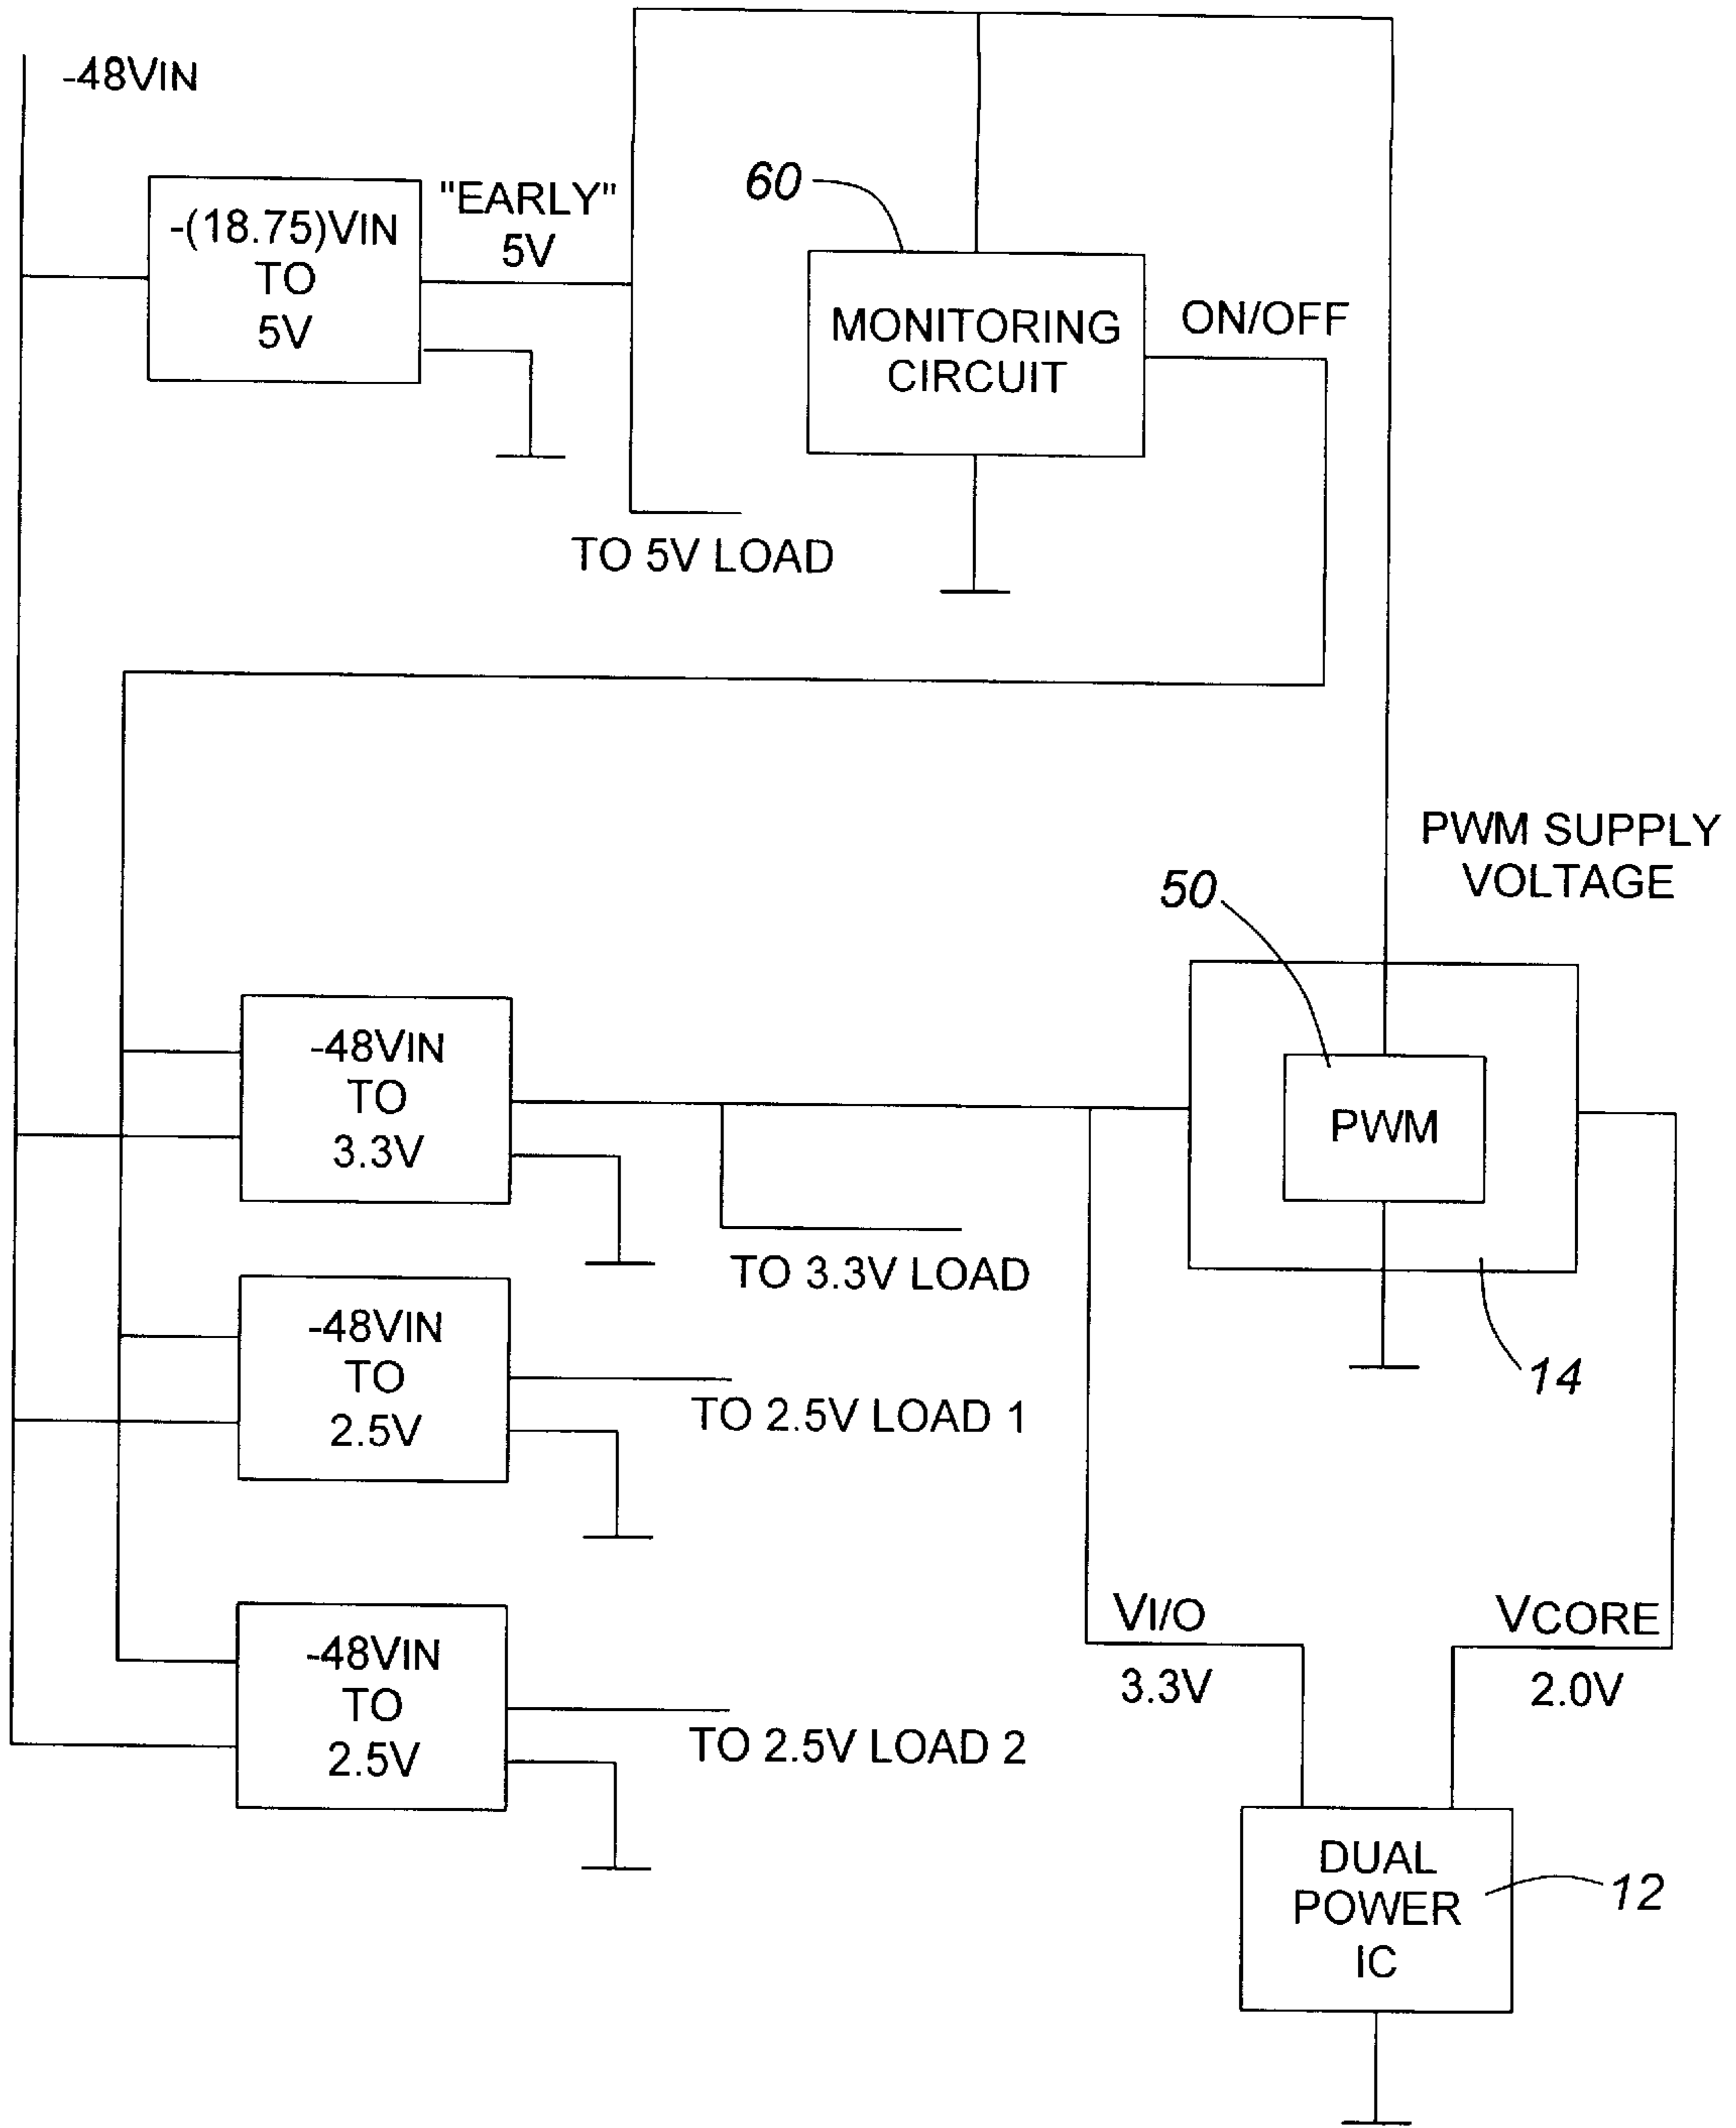 -48VIN
-(18.75)VIN
TO
5V
"EARLY"
5V
TO 5V LOAD
60
MONITORING
CIRCUIT
ON/OFF
PWM SUPPLY
VOLTAGE
50
PWM
14
-48VIN
TO
3.3V
TO 3.3V LOAD
-48VIN
TO
2.5V
TO 2.5V LOAD 1
-48VIN
TO
2.5V
TO 2.5V LOAD 2
VI/O
3.3V
VCORE
2.0V
DUAL
POWER
IC
12